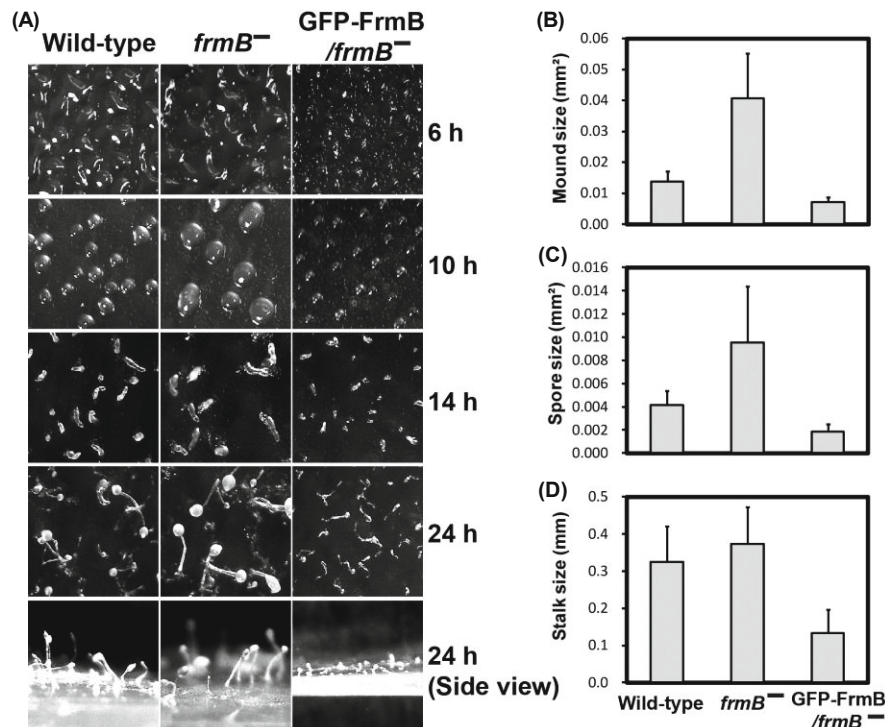 (A)
Wild-type
frmB⁻
GFP-FrmB
/frmB⁻
6 h
10 h
14 h
24 h
24 h
(Side view)
(B)
Mound size (mm²)
0.06
0.05
0.04
0.03
0.02
0.01
0.00
(C)
Spore size (mm²)
0.016
0.014
0.012
0.010
0.008
0.006
0.004
0.002
0.000
(D)
Stalk size (mm)
0.5
0.4
0.3
0.2
0.1
0.0
Wild-type
frmB⁻
GFP-FrmB
/frmB⁻